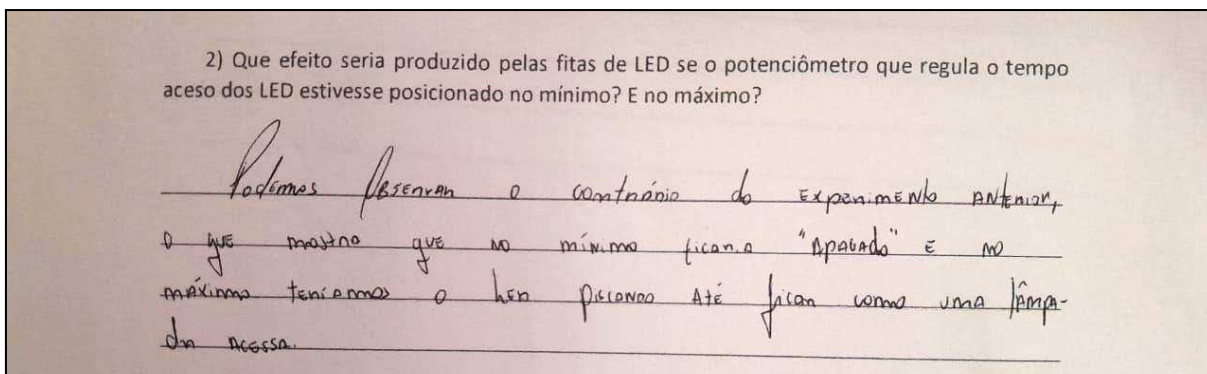 2) Que efeito seria produzido pelas fitas de LED se o potenciômetro que regula o tempo
aceso dos LED estivesse posicionado no mínimo? E no máximo?
Podemos Observar o contrário do Experimento Anterior,
o que mostra que no mínimo ficaria "Apagado" E no
máximo teríamos o Led Piscando Até ficar como uma lâmpa-
da Acessa.